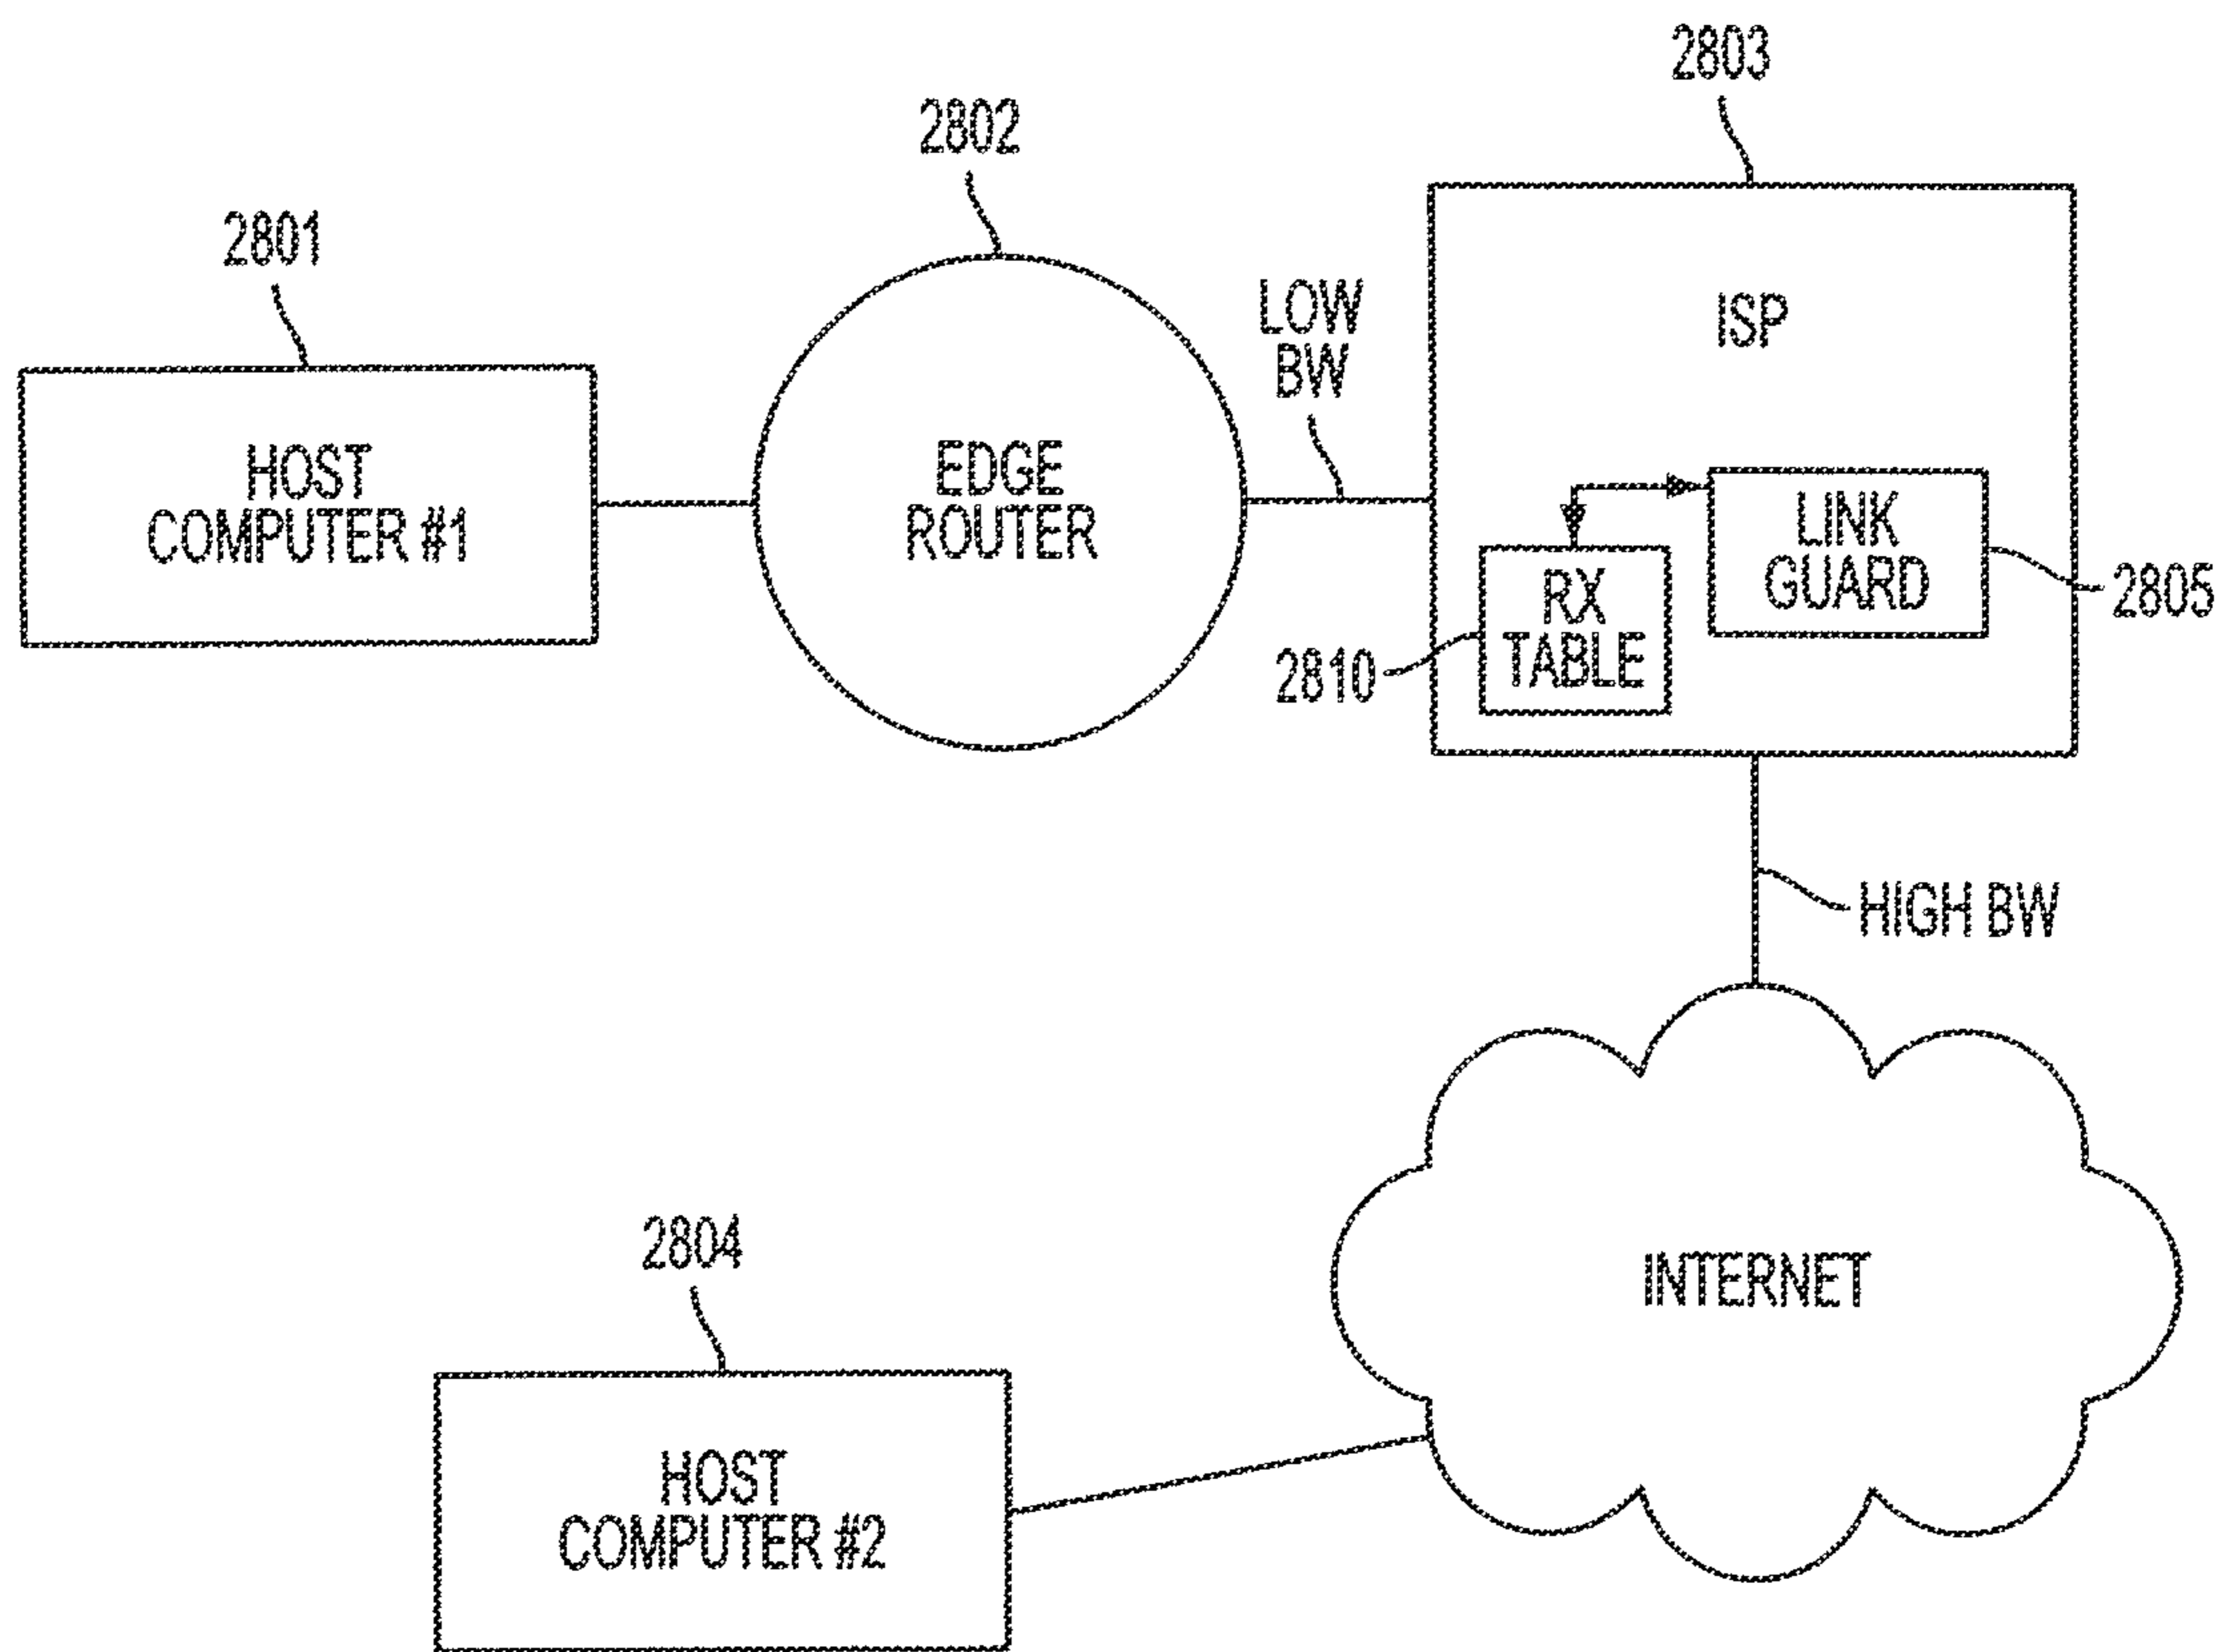 2803
2802
2801
LOW
BW
ISP
HOST
COMPUTER #1
EDGE
ROUTER
LINK
GUARD
2805
RX
TABLE
2810
HIGH BW
2804
INTERNET
HOST
COMPUTER #2